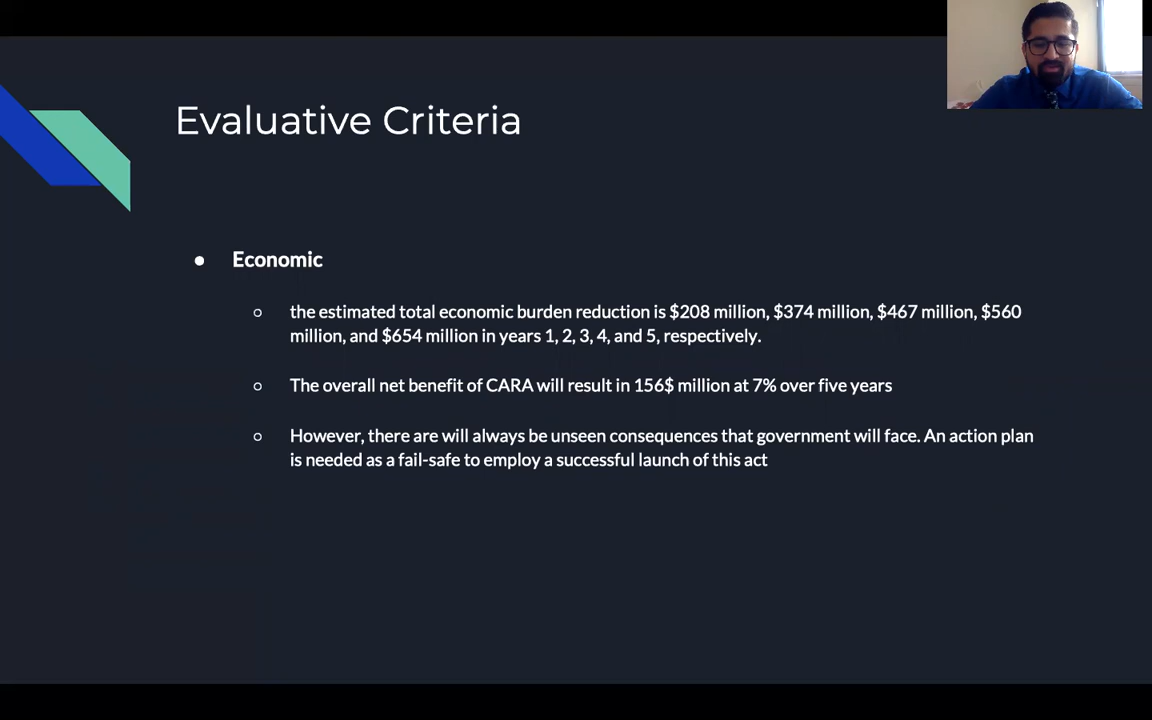 Evaluative Criteria
Economic
the estimated total economic burden reduction is $208 million, $374 million, $467 million, $560
million, and $654 million in years 1, 2, 3, 4, and 5, respectively.
The overall net benefit of CARA will result in 156$ million at 7% over five years
However, there are will always be unseen consequences that government will face. An action plan
is needed as a fail-safe to employ a successful launch of this act